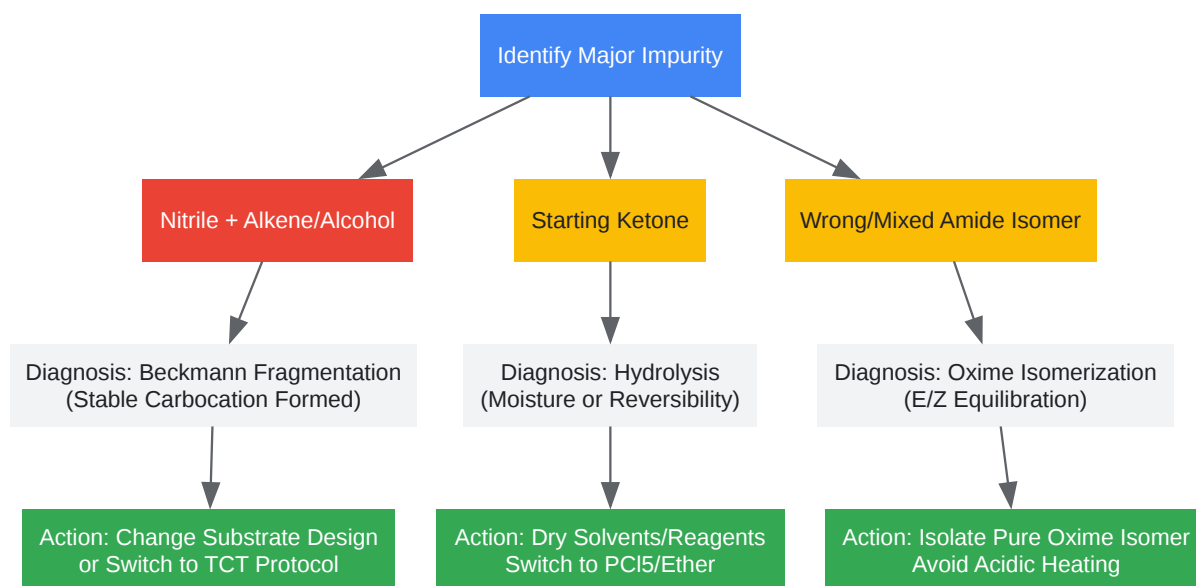 Identify Major Impurity
Nitrile + Alkene/Alcohol
Starting Ketone
Wrong/Mixed Amide Isomer
Diagnosis: Beckmann Fragmentation
(Stable Carbocation Formed)
Diagnosis: Hydrolysis
(Moisture or Reversibility)
Diagnosis: Oxime Isomerization
(E/Z Equilibration)
Action: Change Substrate Design
or Switch to TCT Protocol
Action: Dry Solvents/Reagents
Switch to PCl5/Ether
Action: Isolate Pure Oxime Isomer
Avoid Acidic Heating